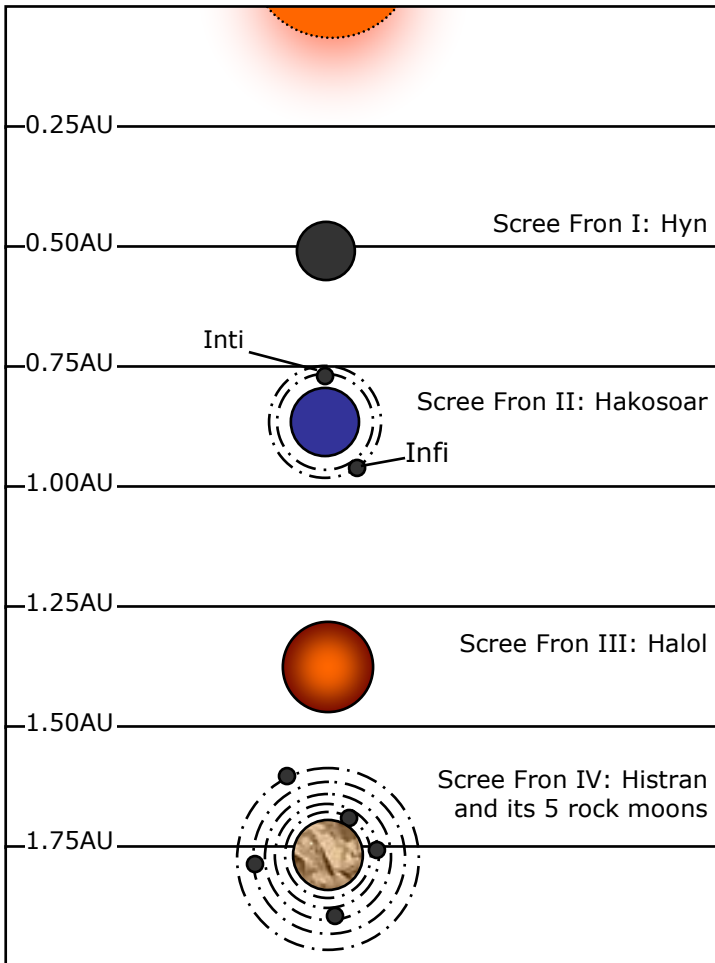 0.25AU
Scree Fron I: Hyn
0.50AU
Inti
0.75AU
Scree Fron II: Hakosoar
Infi
1.00AU
1.25AU
Scree Fron III: Halol
1.50AU
Scree Fron IV: Histran
and its 5 rock moons
1.75AU